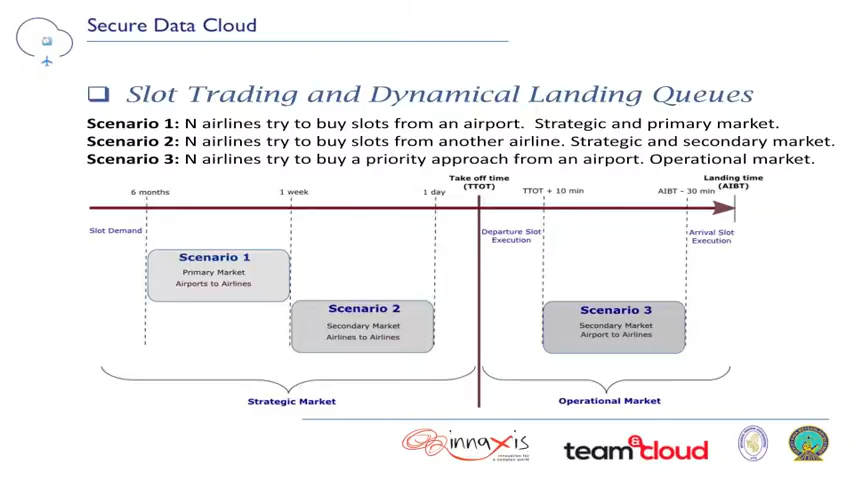 Secure Data Cloud
Slot Trading and Dynamical Landing Queues
Scenario 1: N airlines try to buy slots from an airport. Strategic and primary market.
Scenario 2: N airlines try to buy slots from another airline. Strategic and secondary market.
Scenario 3: N airlines try to buy a priority approach from an airport. Operational market.
6 months
1 week
1 day
Take off time
(TTOT)
TTOT + 10 min
AIBT - 30 min
Landing time
(AIBT)
Slot Demand
Departure Slot
Execution
Arrival Slot
Execution
Scenario 1
Primary Market
Airports to Airlines
Scenario 2
Secondary Market
Airlines to Airlines
Scenario 3
Secondary Market
Airport to Airlines
Strategic Market
Operational Market
innaxis
innovation for
a complex world
teamecloud